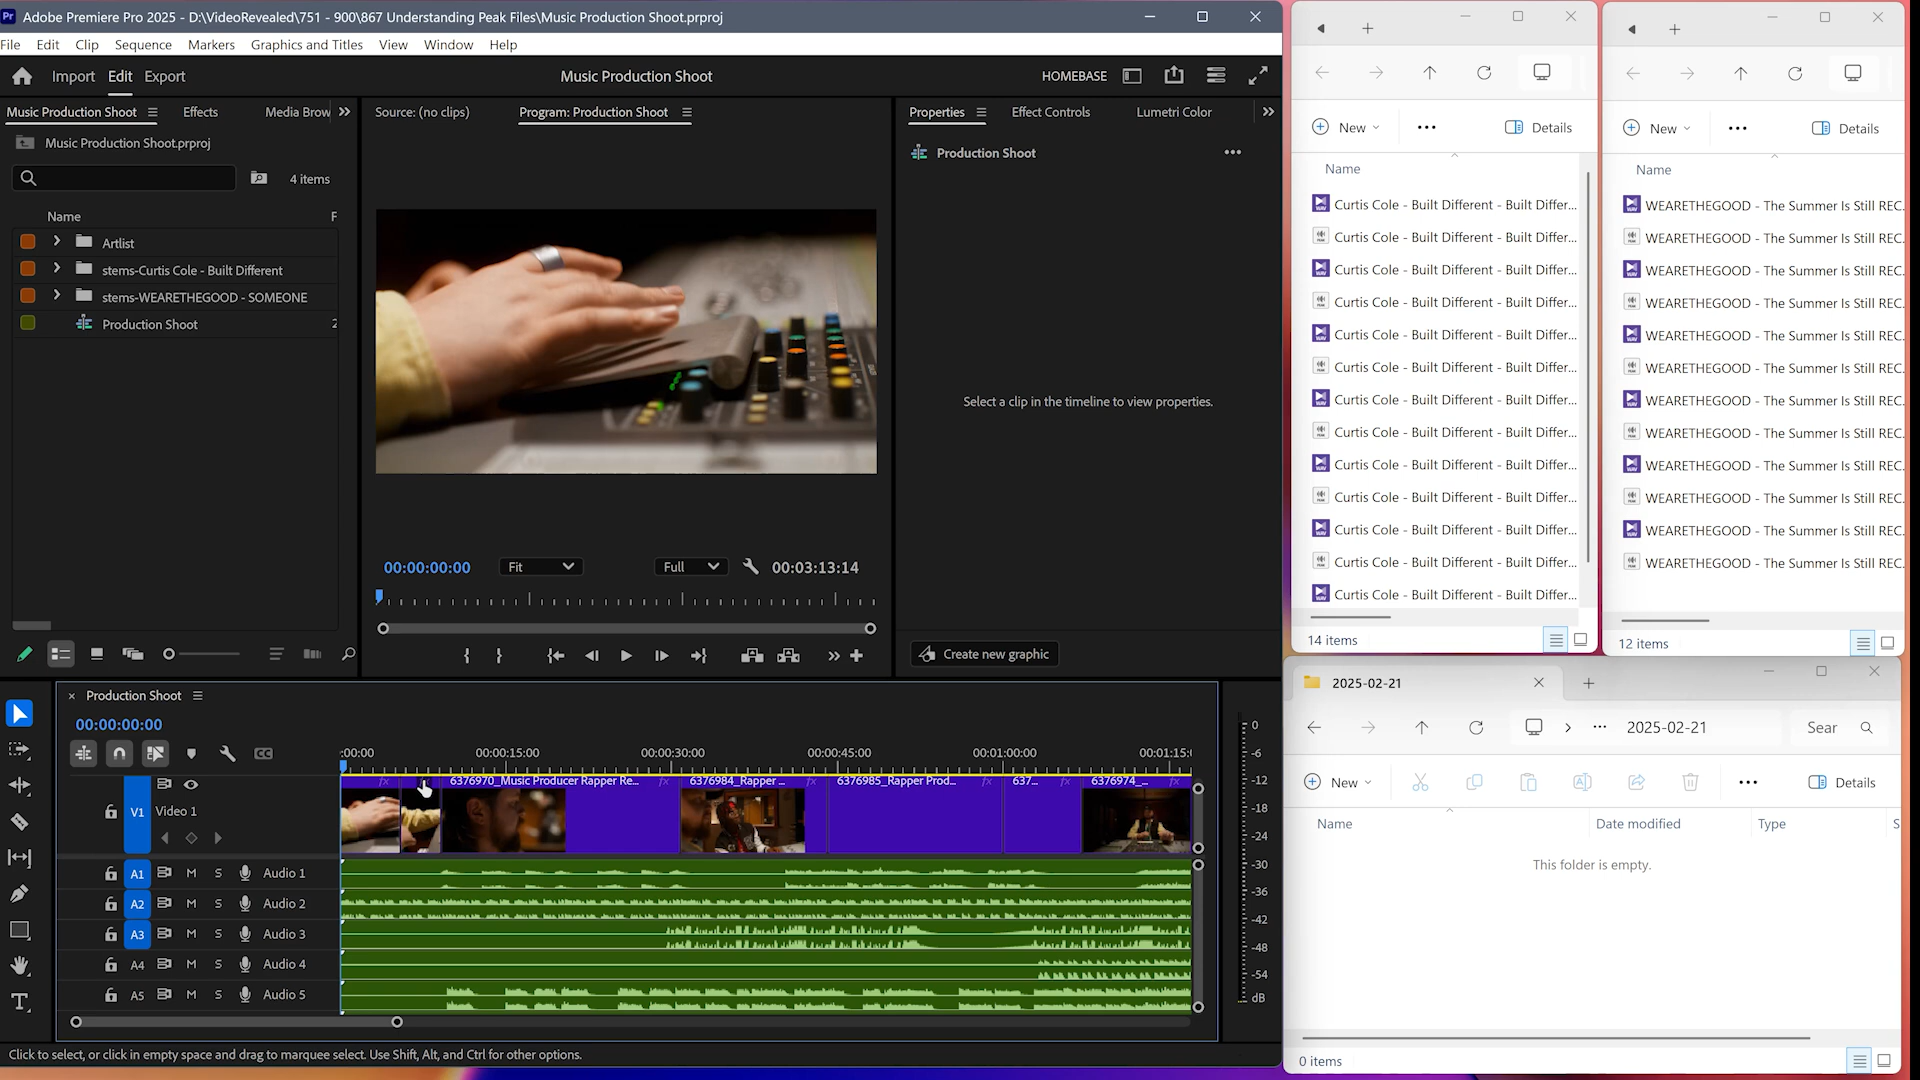 Adobe Premiere Pro 2025 - D:\VideoRevealed\751 - 900\867 Understanding Peak Files\Music Production Shoot.prproj
File Edit Clip Sequence Markers Graphics and Titles View Window Help
Import Edit Export
Music Production Shoot
HOMEBASE
Music Production Shoot Effects Media Brow
Music Production Shoot.prproj
4 items
Name
Artlist
stems-Curtis Cole - Built Different
stems-WEARETHEGOOD - SOMEONE
Production Shoot 2
Source: (no clips) Program: Production Shoot
00:00:00:00 Fit Full 00:03:13:14
Properties Effect Controls Lumetri Color
Production Shoot
Select a clip in the timeline to view properties.
Create new graphic
Production Shoot
00:00:00:00
:00:00 00:00:15:00 00:00:30:00 00:00:45:00 00:01:00:00 00:01:15:
6376970_Music Producer Rapper Re... fx 6376984_Rapper ... fx 6376985_Rapper Prod... fx 637... fx 6376974_... fx
V1 Video 1
A1 M S Audio 1
A2 M S Audio 2
A3 M S Audio 3
A4 M S Audio 4
A5 M S Audio 5
0
-6
-12
-18
-24
-30
-36
-42
-48
-54
dB
Click to select, or click in empty space and drag to marquee select. Use Shift, Alt, and Ctrl for other options.
New Details
Name
Curtis Cole - Built Different - Built Differ...
Curtis Cole - Built Different - Built Differ...
Curtis Cole - Built Different - Built Differ...
Curtis Cole - Built Different - Built Differ...
Curtis Cole - Built Different - Built Differ...
Curtis Cole - Built Different - Built Differ...
Curtis Cole - Built Different - Built Differ...
Curtis Cole - Built Different - Built Differ...
Curtis Cole - Built Different - Built Differ...
Curtis Cole - Built Different - Built Differ...
Curtis Cole - Built Different - Built Differ...
Curtis Cole - Built Different - Built Differ...
Curtis Cole - Built Different - Built Differ...
14 items
New Details
Name
WEARETHEGOOD - The Summer Is Still REC.
WEARETHEGOOD - The Summer Is Still REC.
WEARETHEGOOD - The Summer Is Still REC.
WEARETHEGOOD - The Summer Is Still REC.
WEARETHEGOOD - The Summer Is Still REC.
WEARETHEGOOD - The Summer Is Still REC.
WEARETHEGOOD - The Summer Is Still REC.
WEARETHEGOOD - The Summer Is Still REC.
WEARETHEGOOD - The Summer Is Still REC.
WEARETHEGOOD - The Summer Is Still REC.
WEARETHEGOOD - The Summer Is Still REC.
WEARETHEGOOD - The Summer Is Still REC.
12 items
2025-02-21
2025-02-21 Sear
New Details
Name Date modified Type S
This folder is empty.
0 items